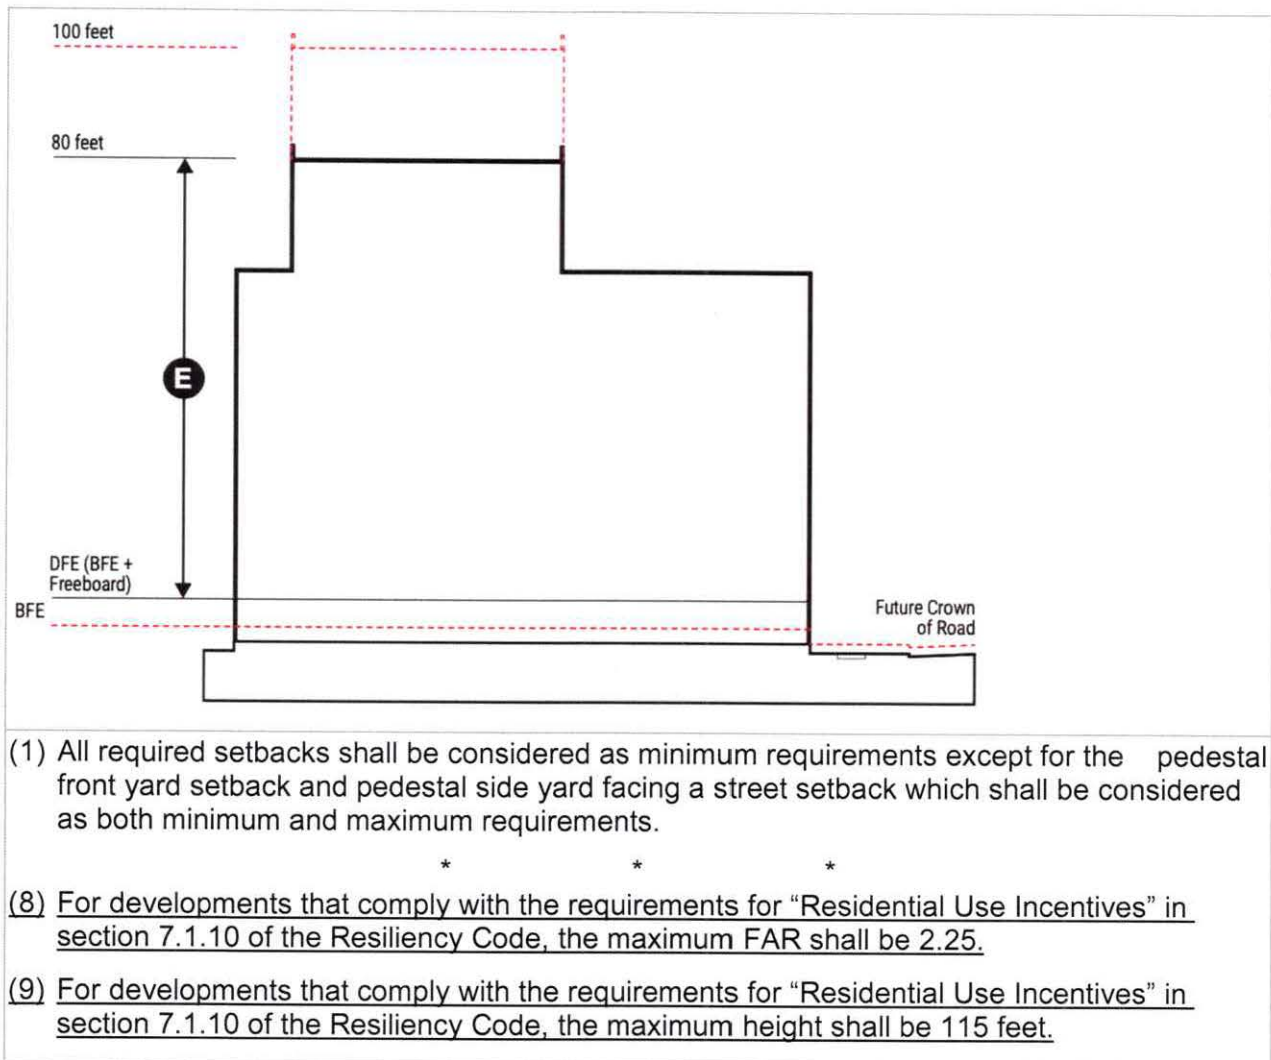 100 feet
80 feet
E
DFE (BFE +
Freeboard)
BFE
Future Crown
of Road
(1) All required setbacks shall be considered as minimum requirements except for the pedestal
front yard setback and pedestal side yard facing a street setback which shall be considered
as both minimum and maximum requirements.
* * *
(8) For developments that comply with the requirements for “Residential Use Incentives” in
section 7.1.10 of the Resiliency Code, the maximum FAR shall be 2.25.
(9) For developments that comply with the requirements for “Residential Use Incentives” in
section 7.1.10 of the Resiliency Code, the maximum height shall be 115 feet.